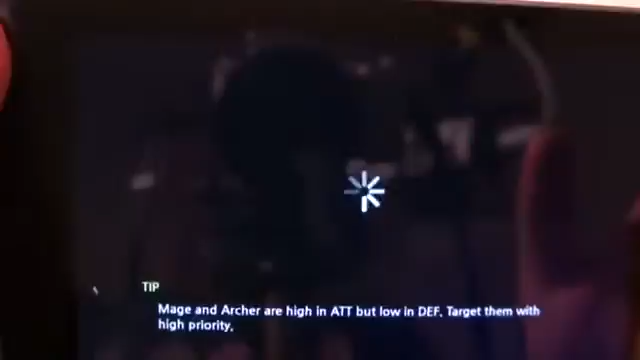 TIP
Mage and Archer are high in ATT but low in DEF. Target them with
high priority.